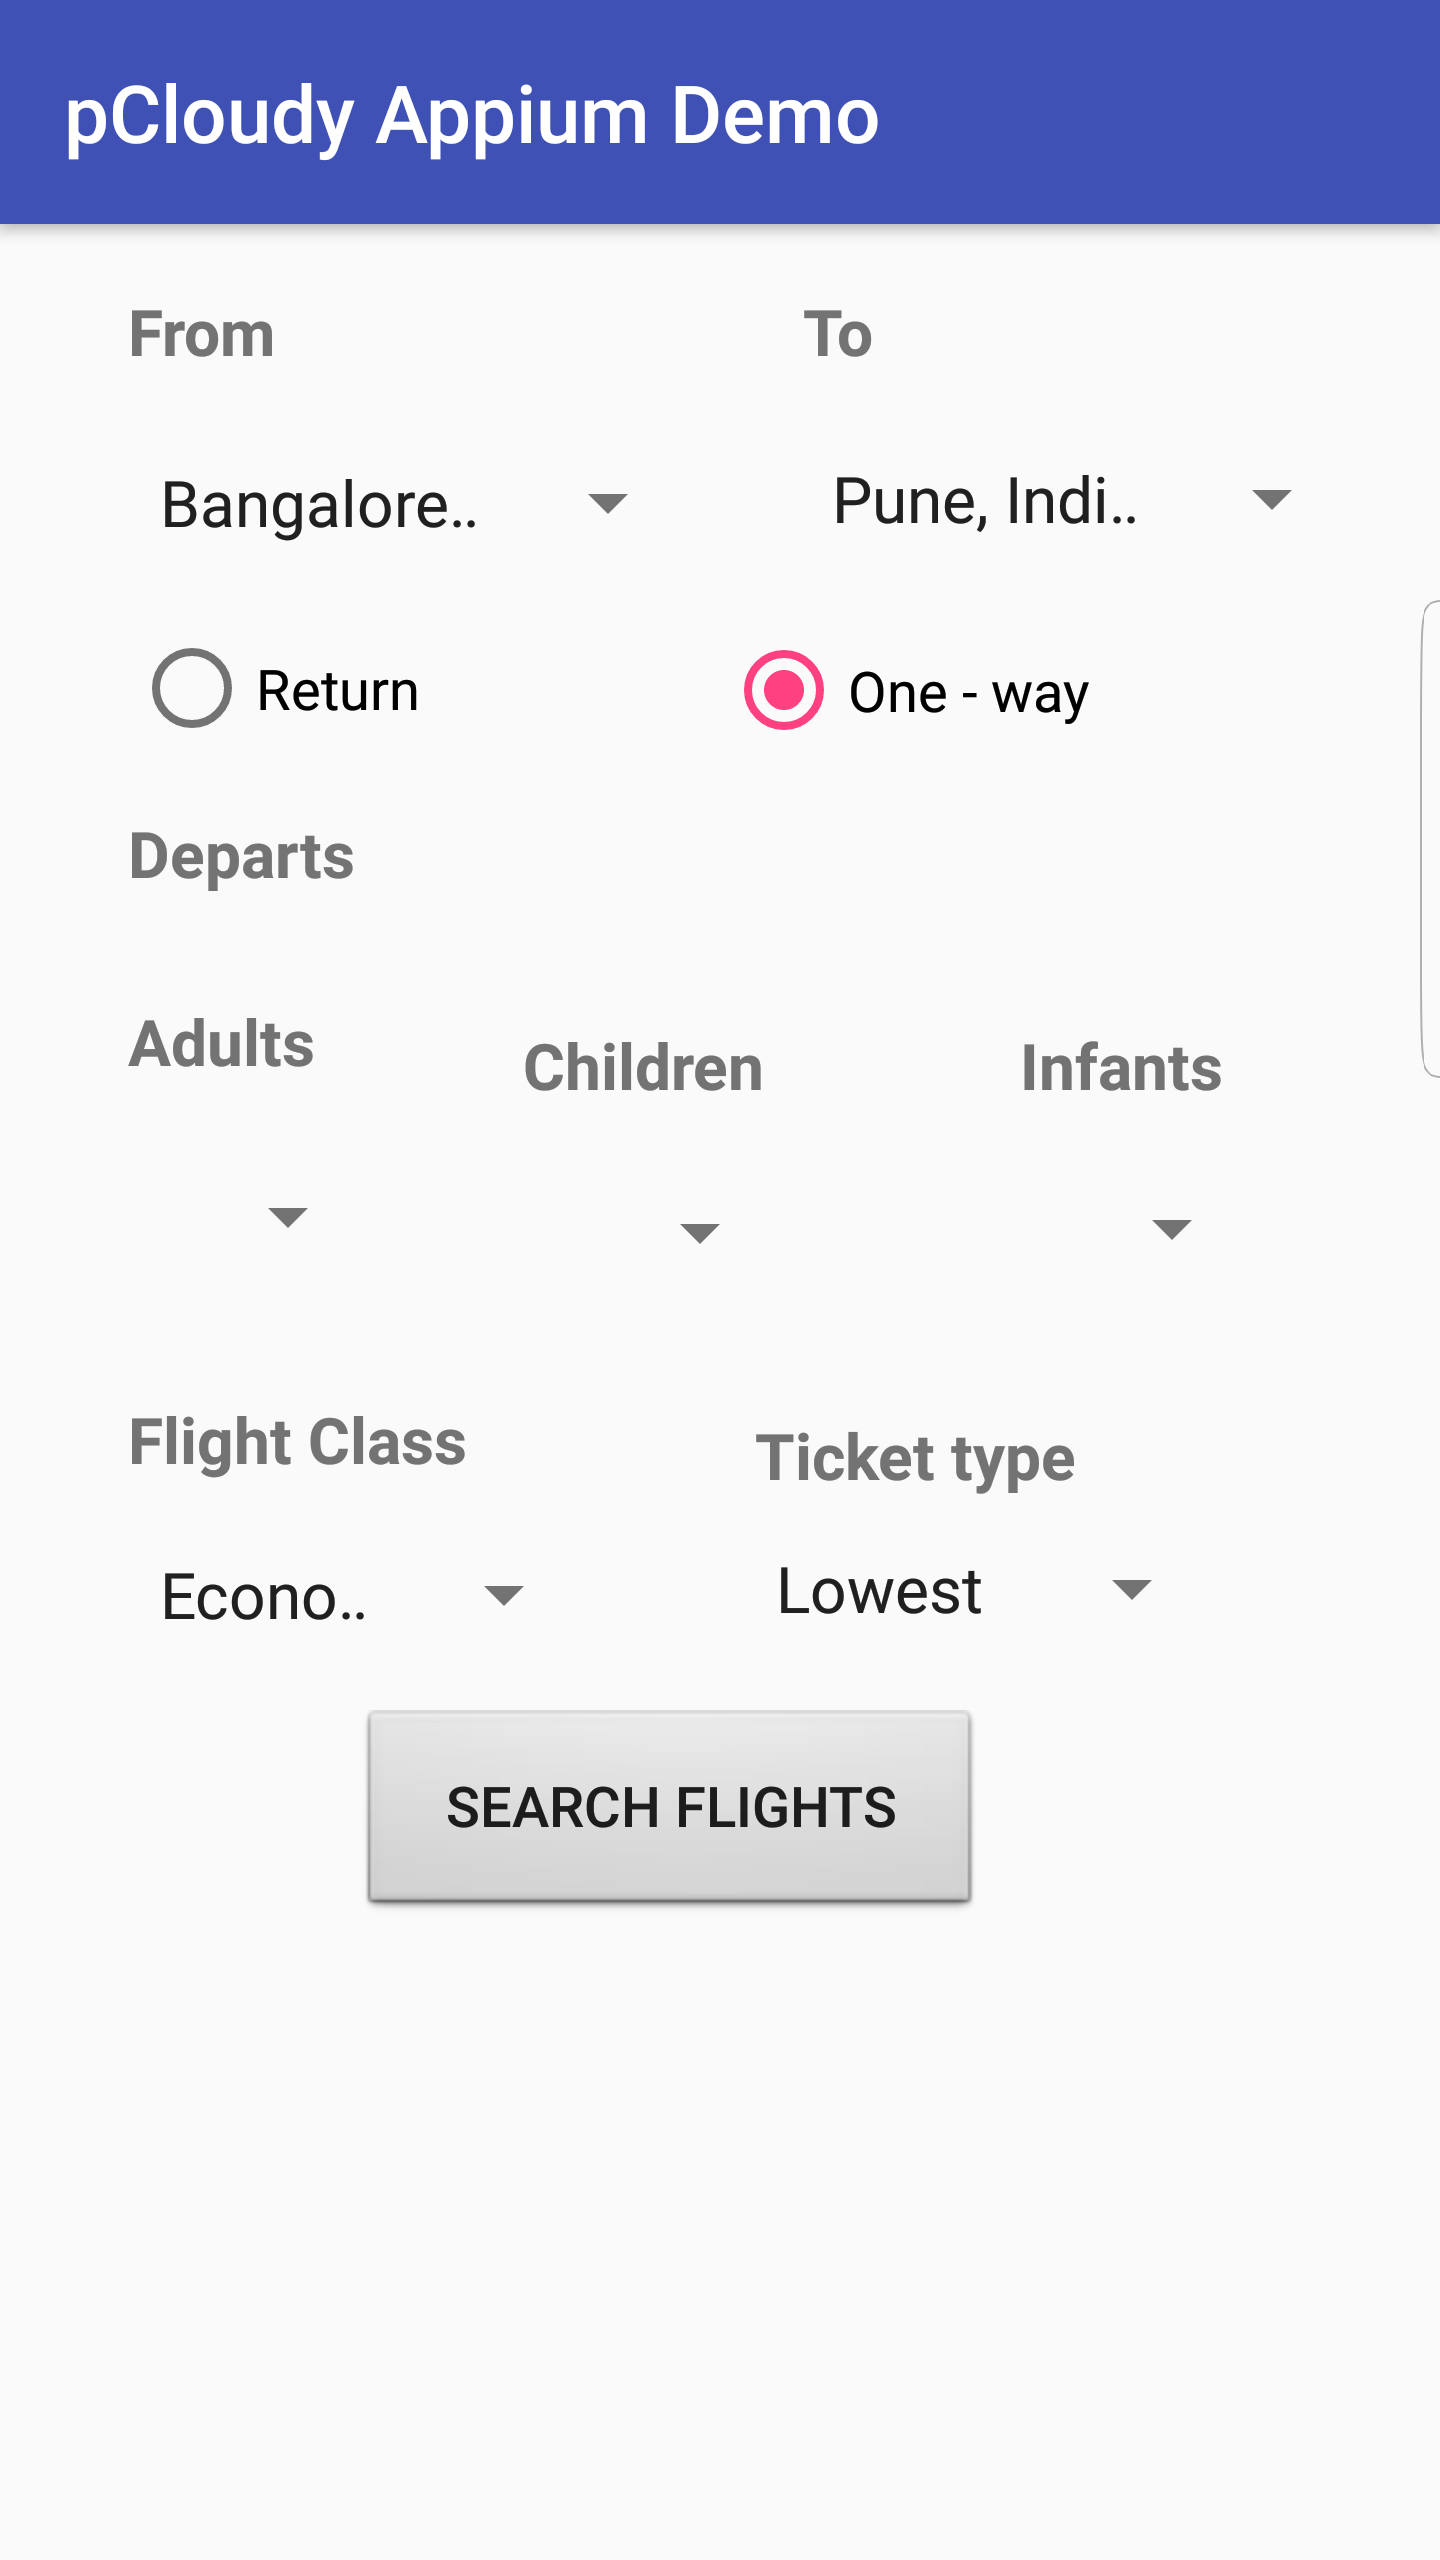 pCloudy Appium Demo
From
To
Bangalore..
Pune, Indi..
Return
One - way
Departs
Adults
Children
Infants
Flight Class
Ticket type
Econo..
Lowest
SEARCH FLIGHTS